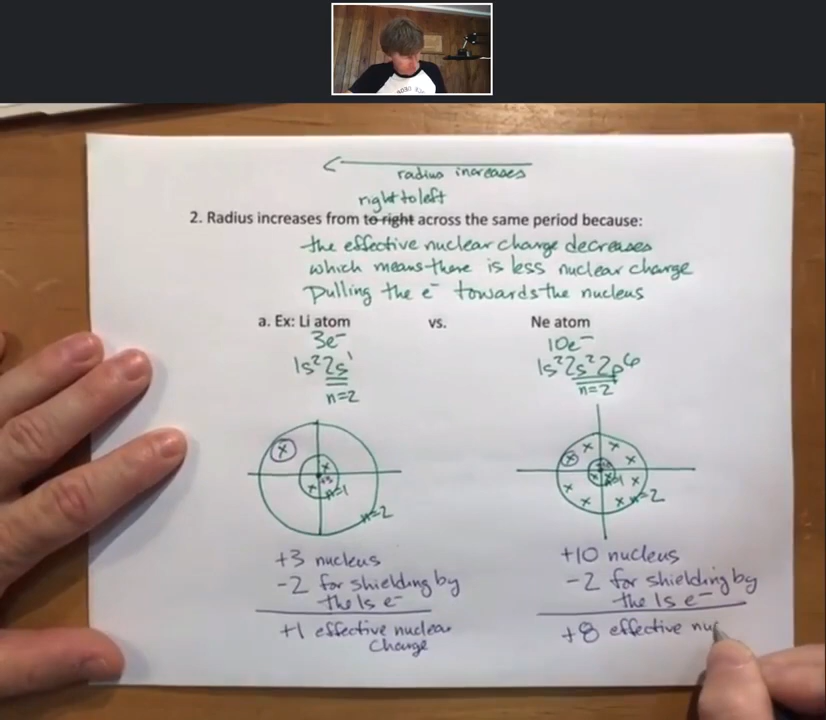 radius increases
right to left
2. Radius increases from to right across the same period because:
the effective nuclear charge decreases
which means there is less nuclear charge
pulling the e⁻ towards the nucleus
a. Ex: Li atom vs. Ne atom
3e⁻ 10e⁻
1s²2s¹ 1s²2s²2p⁶
n=2 n=2
x x x
x x x
x +3 x x n=1 x
n=1 x x x n=2
n=2
+3 nucleus +10 nucleus
-2 for shielding by -2 for shielding by
the 1s e⁻ the 1s e⁻
+1 effective nuclear +8 effective nu
charge